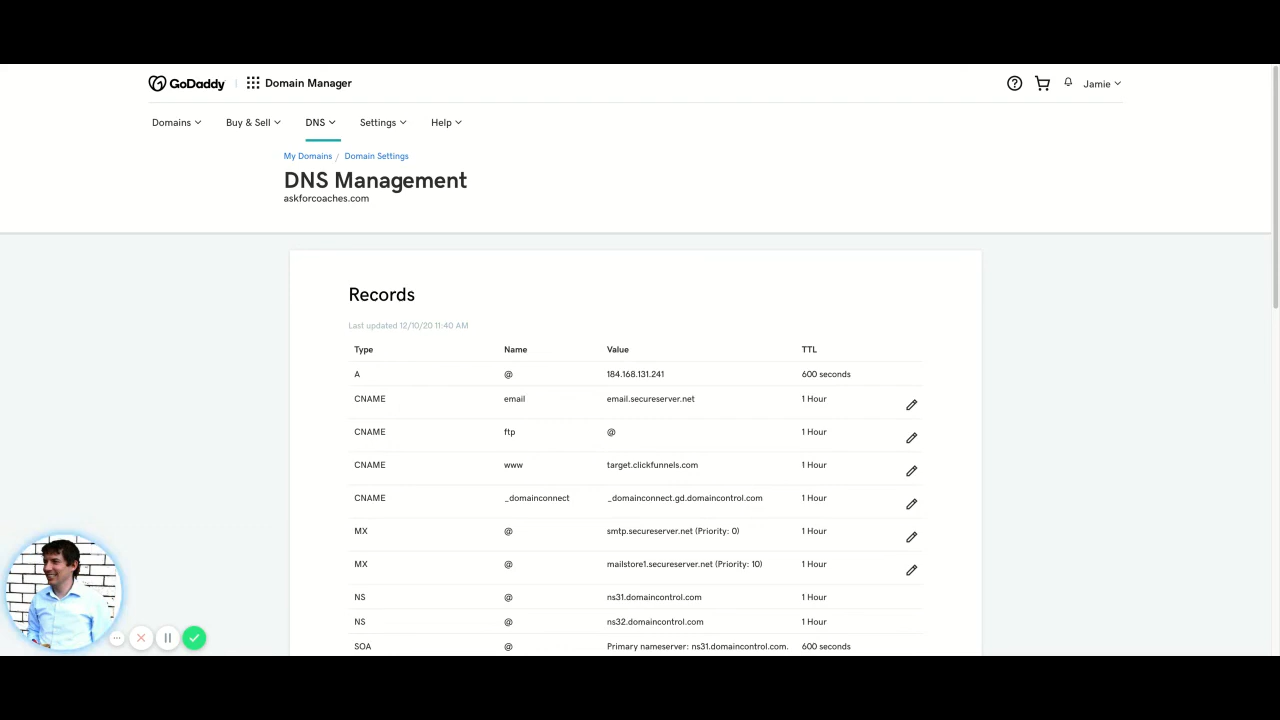 GoDaddy Domain Manager Jamie
Domains Buy & Sell DNS Settings Help
My Domains / Domain Settings
DNS Management
askforcoaches.com
Records
Last updated 12/10/20 11:40 AM
Type Name Value TTL
A @ 184.168.131.241 600 seconds
CNAME email email.secureserver.net 1 Hour
CNAME ftp @ 1 Hour
CNAME www target.clickfunnels.com 1 Hour
CNAME _domainconnect _domainconnect.gd.domaincontrol.com 1 Hour
MX @ smtp.secureserver.net (Priority: 0) 1 Hour
MX @ mailstore1.secureserver.net (Priority: 10) 1 Hour
NS @ ns31.domaincontrol.com 1 Hour
NS @ ns32.domaincontrol.com 1 Hour
SOA @ Primary nameserver: ns31.domaincontrol.com. 600 seconds